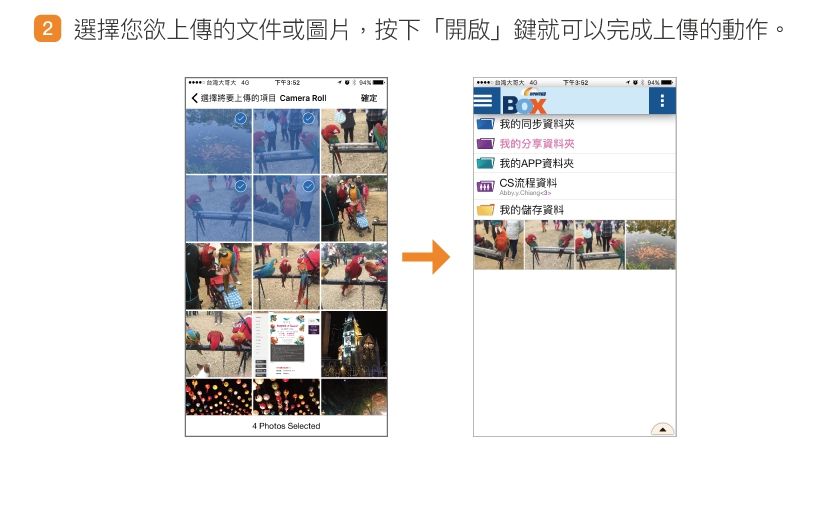 2 選擇您欲上傳的文件或圖片，按下「開啟」鍵就可以完成上傳的動作。
台灣大哥大 4G 下午3:52 94%
選擇將要上傳的項目 Camera Roll 確定
4 Photos Selected
台灣大哥大 4G 下午3:52 94%
BOX
我的同步資料夾
我的分享資料夾
我的APP資料夾
CS流程資料
Abby.y.Chiang<3>
我的儲存資料